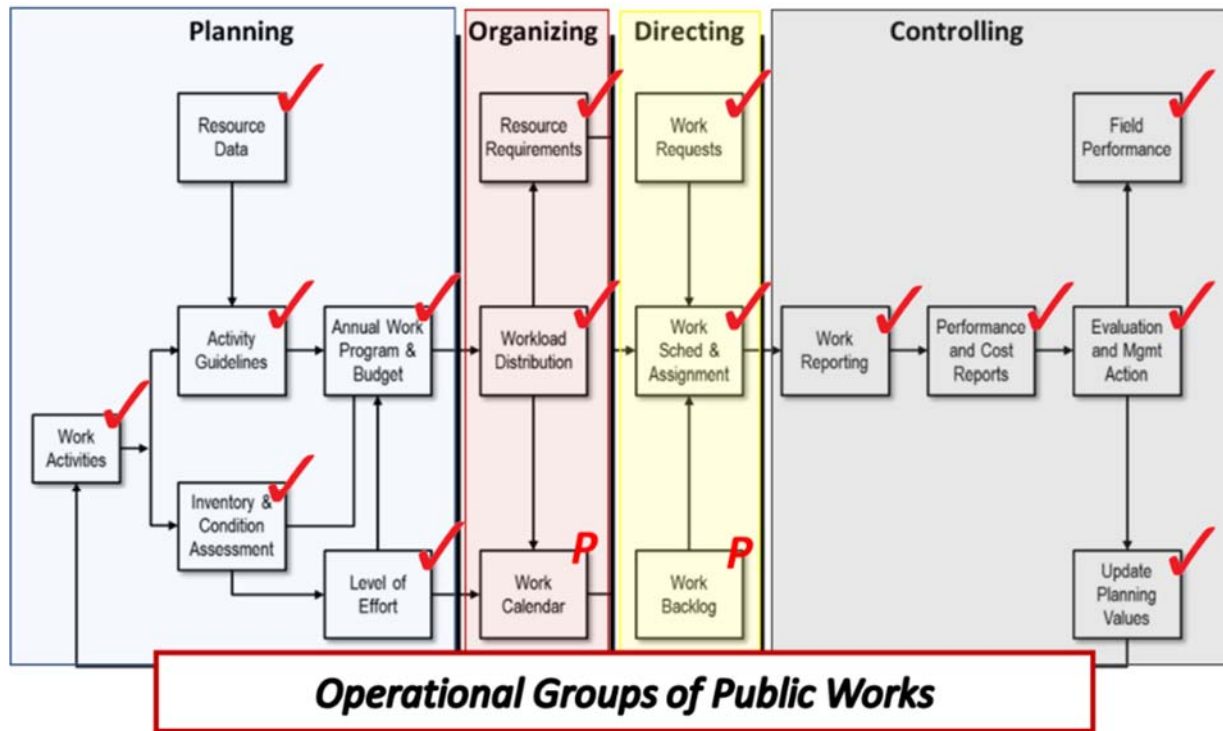 Planning
Organizing
Directing
Controlling
Resource
Data
Resource
Requirements
Work
Requests
Field
Performance
Activity
Guidelines
Annual Work
Program &
Budget
Workload
Distribution
Work
Sched &
Assignment
Work
Reporting
Performance
and Cost
Reports
Evaluation
and Mgmt
Action
Work
Activities
Inventory &
Condition
Assessment
Level of
Effort
P
Work
Calendar
P
Work
Backlog
Update
Planning
Values
Operational Groups of Public Works